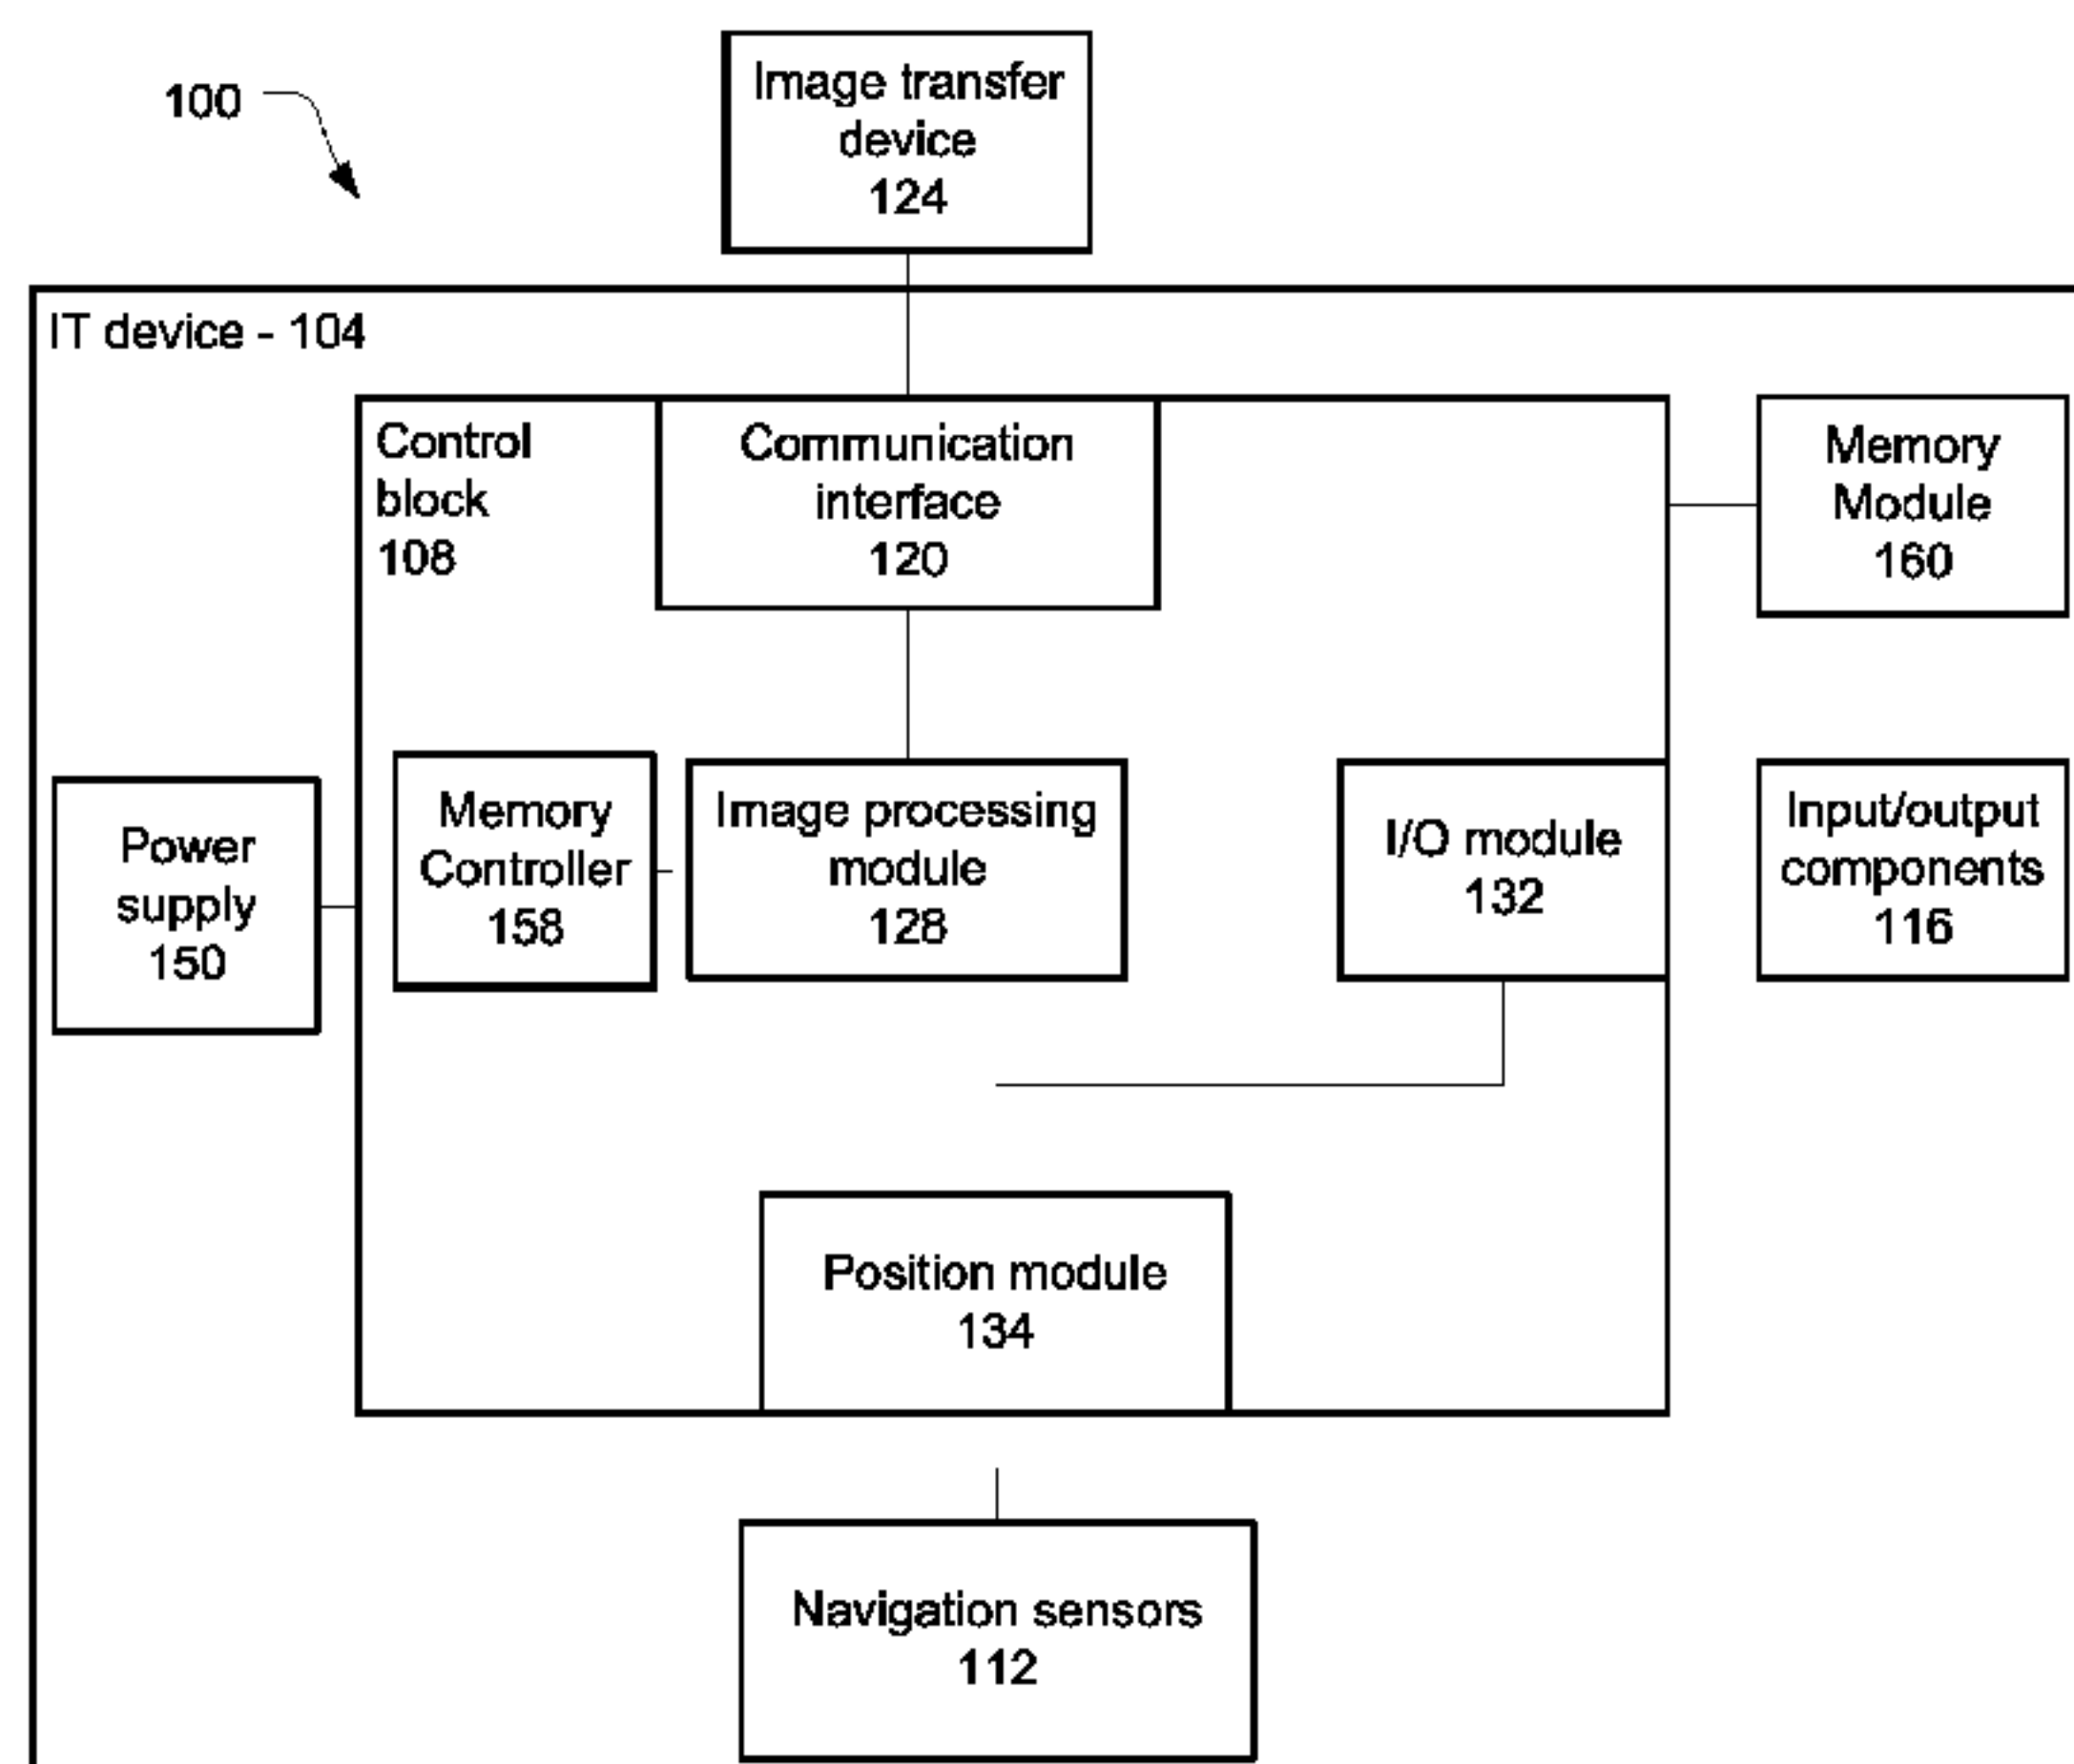 100
Image transfer
device
124
IT device - 104
Control
block
108
Communication
interface
120
Memory
Module
160
Power
supply
150
Memory
Controller
158
Image processing
module
128
I/O module
132
Input/output
components
116
Position module
134
Navigation sensors
112